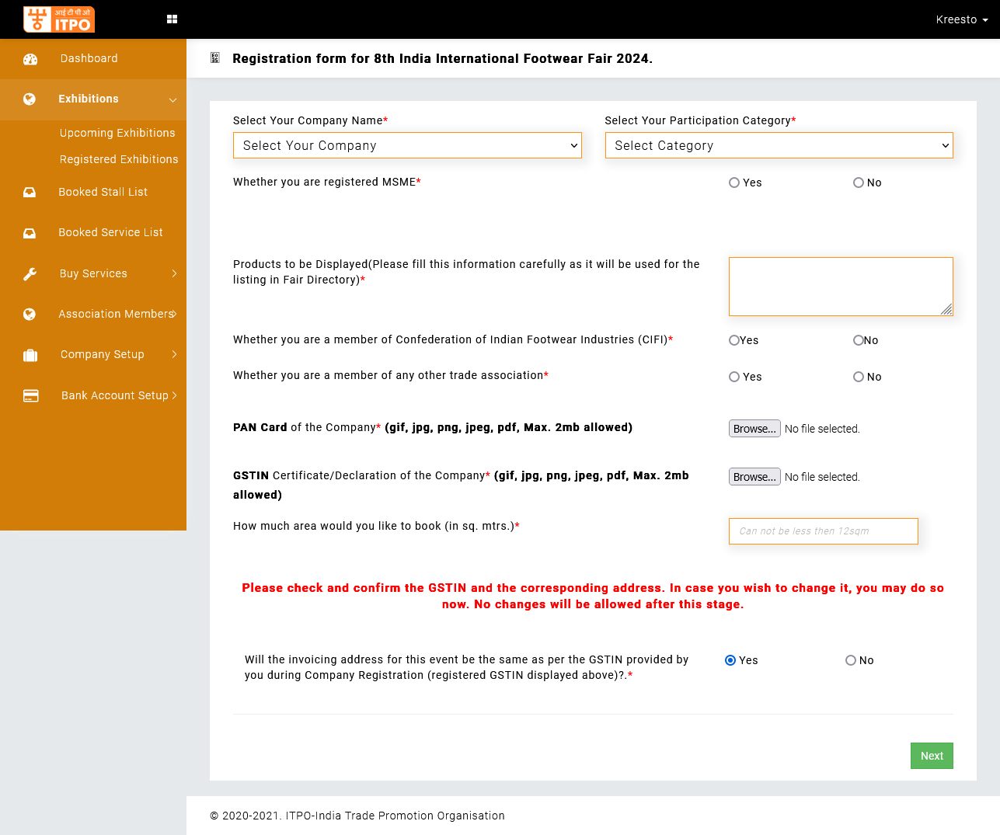 आई टी पी ओ
ITPO
Kreesto
Dashboard
Exhibitions
Upcoming Exhibitions
Registered Exhibitions
Booked Stall List
Booked Service List
Buy Services
Association Members
Company Setup
Bank Account Setup
Registration form for 8th India International Footwear Fair 2024.
Select Your Company Name* Select Your Participation Category*
Select Your Company Select Category
Whether you are registered MSME* Yes No
Products to be Displayed(Please fill this information carefully as it will be used for the
listing in Fair Directory)*
Whether you are a member of Confederation of Indian Footwear Industries (CIFI)* Yes No
Whether you are a member of any other trade association* Yes No
PAN Card of the Company* (gif, jpg, png, jpeg, pdf, Max. 2mb allowed) Browse... No file selected.
GSTIN Certificate/Declaration of the Company* (gif, jpg, png, jpeg, pdf, Max. 2mb Browse... No file selected.
allowed)
How much area would you like to book (in sq. mtrs.)* Can not be less then 12sqm
Please check and confirm the GSTIN and the corresponding address. In case you wish to change it, you may do so
now. No changes will be allowed after this stage.
Will the invoicing address for this event be the same as per the GSTIN provided by Yes No
you during Company Registration (registered GSTIN displayed above)?.*
Next
© 2020-2021. ITPO-India Trade Promotion Organisation